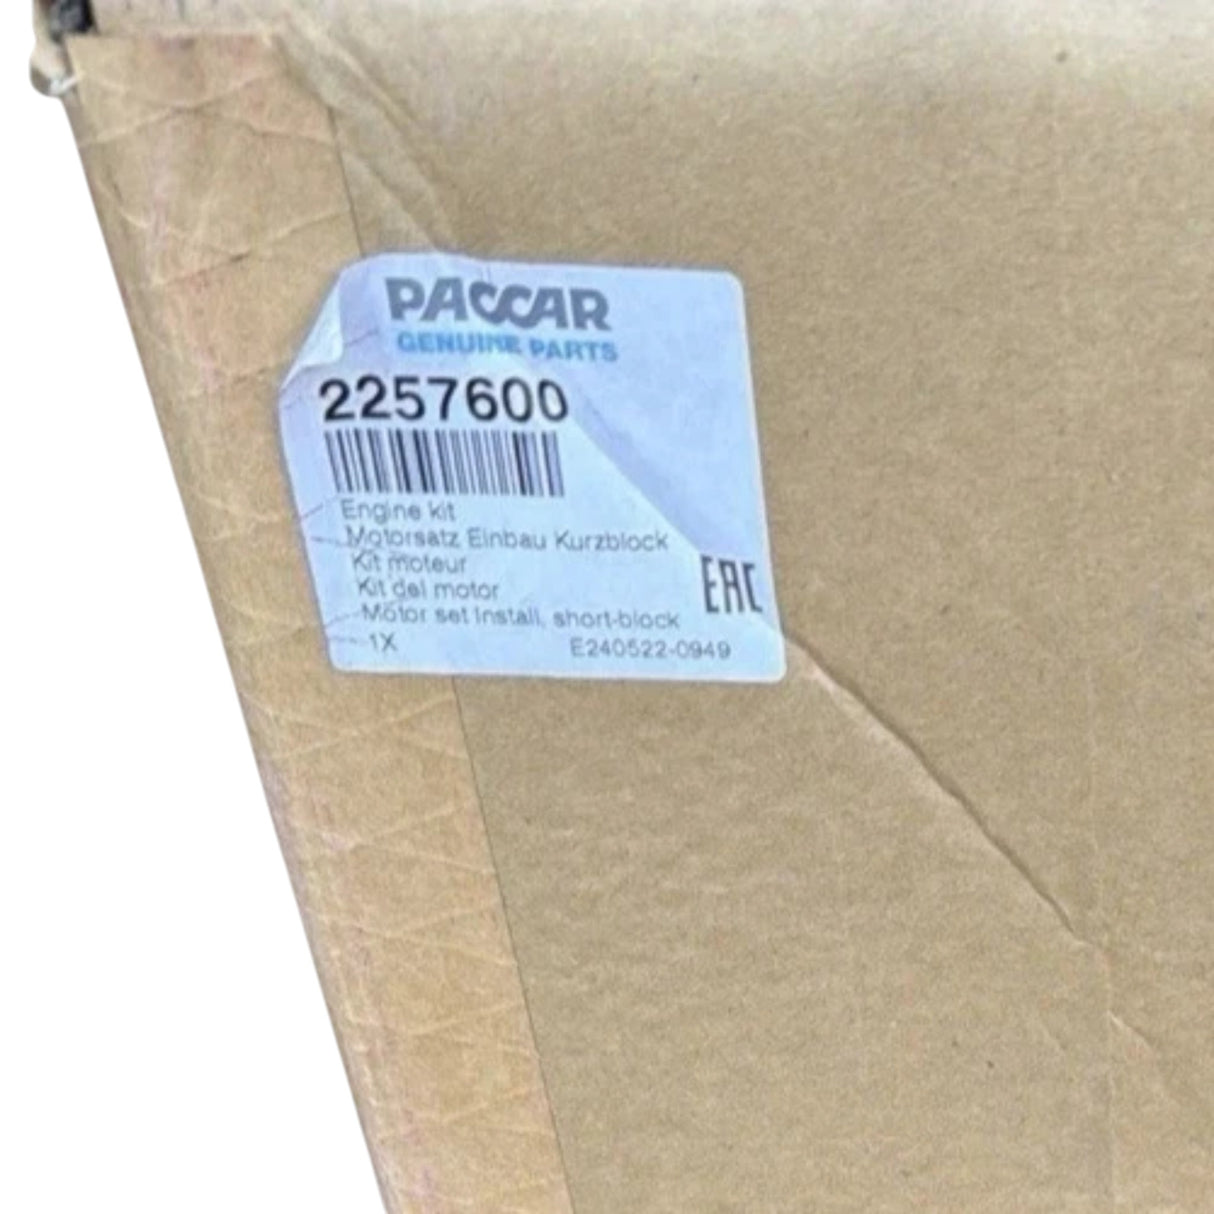 PACCAR
GENUINE PARTS
2257600
Engine kit
Motorsatz Einbau Kurzblock
Kit moteur
Kit del motor
Motor set install, short-block
EAC
1X E240522-0949